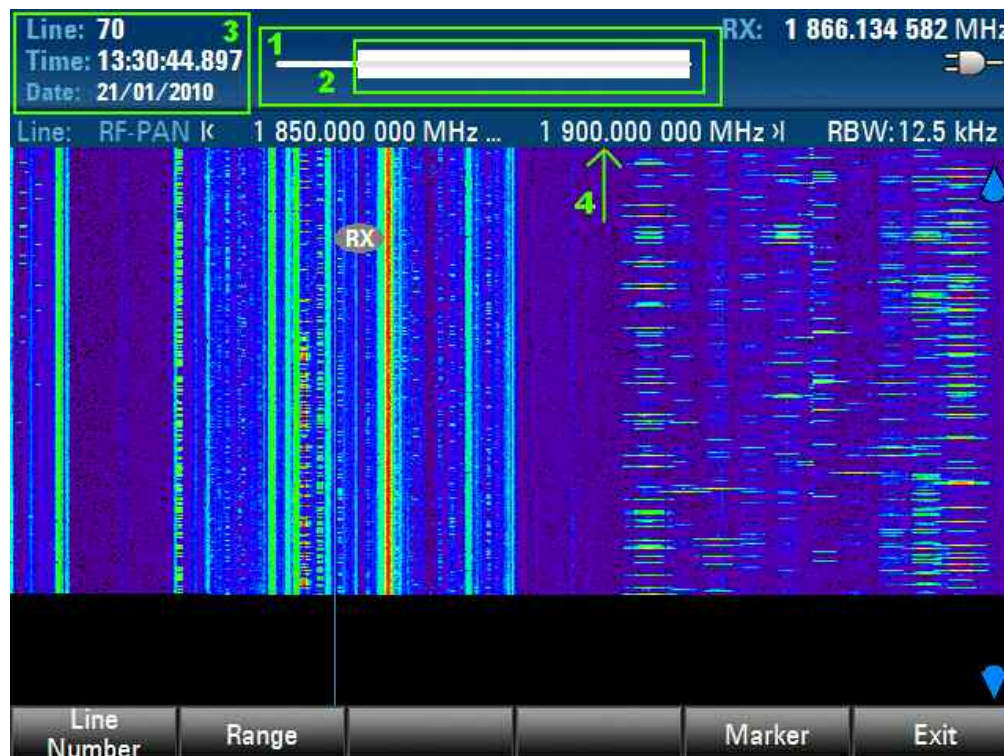 Line: 70
3
Time: 13:30:44.897
Date: 21/01/2010
1
2
RX: 1 866.134 582 MHz
Line: RF-PAN 1 850.000 000 MHz ... 1 900.000 000 MHz RBW: 12.5 kHz
4
RX
Line Number
Range
Marker
Exit